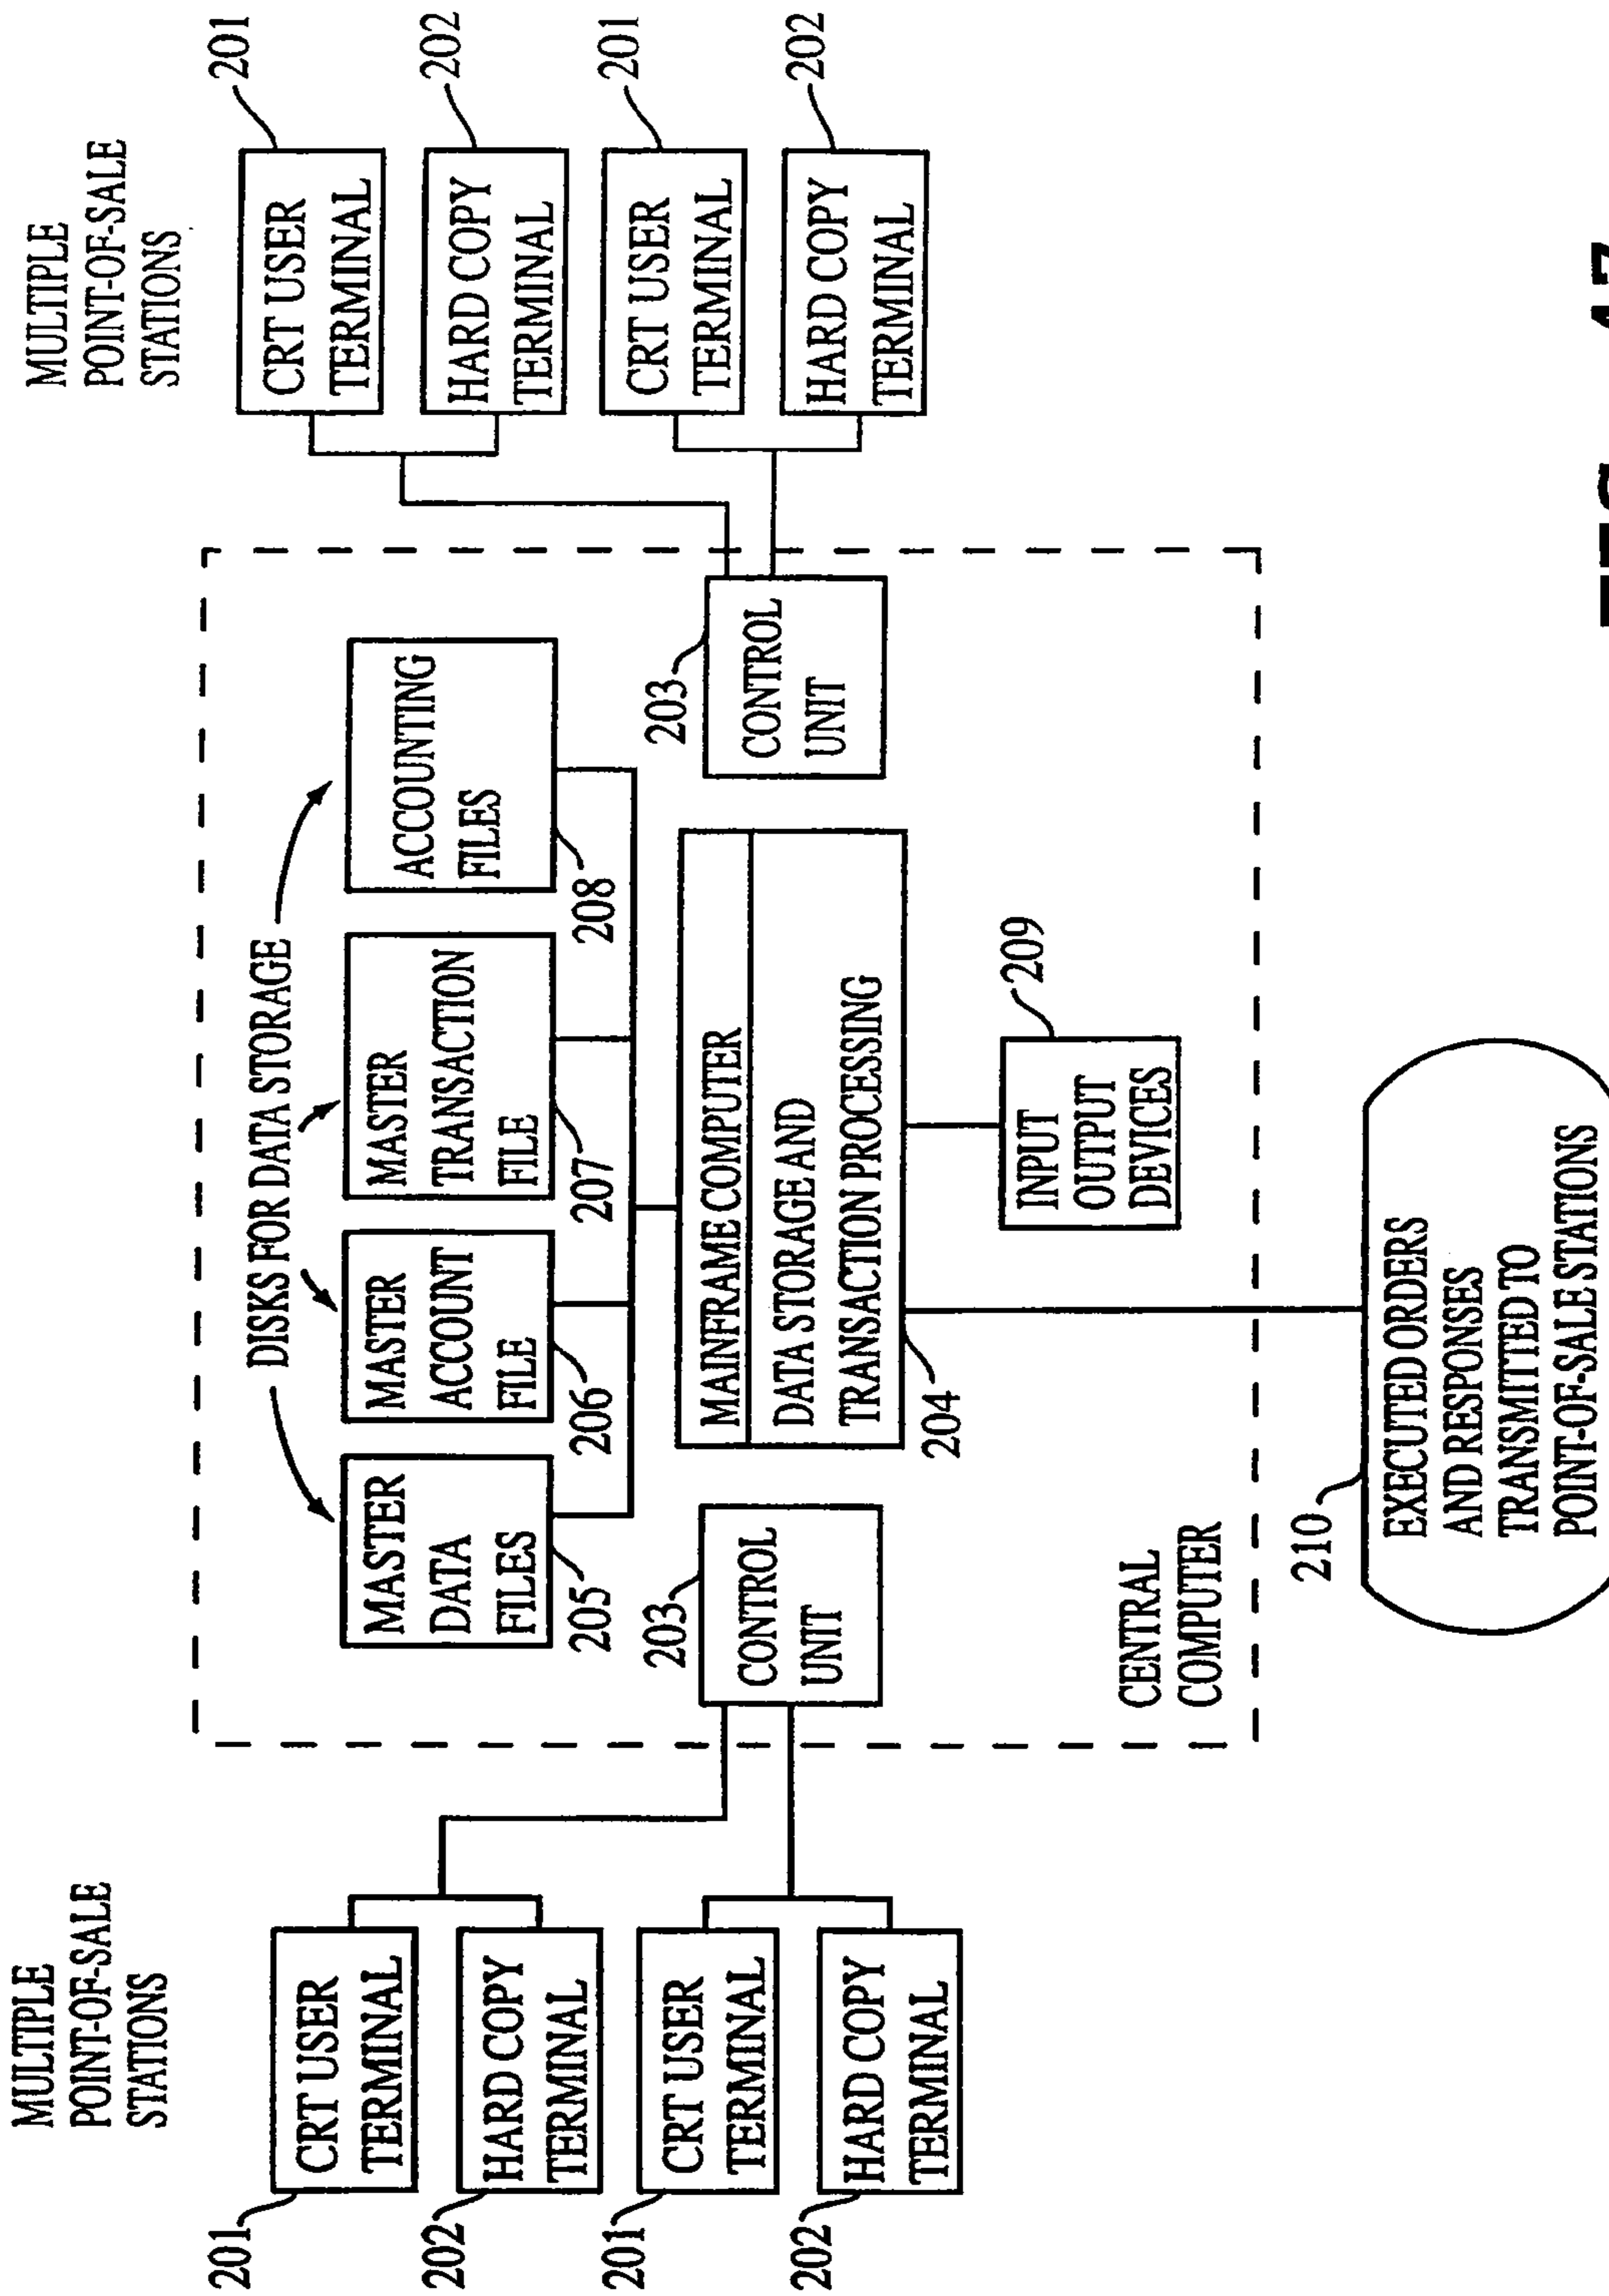 MULTIPLE
POINT-OF-SALE
STATIONS
201
CRT USER
TERMINAL
202
HARD COPY
TERMINAL
201
CRT USER
TERMINAL
202
HARD COPY
TERMINAL
DISKS FOR DATA STORAGE
MASTER
DATA
FILES
205
MASTER
ACCOUNT
FILE
206
MASTER
TRANSACTION
FILE
207
ACCOUNTING
FILES
208
203
CONTROL
UNIT
MAINFRAME COMPUTER
DATA STORAGE AND
TRANSACTION PROCESSING
204
203
CONTROL
UNIT
INPUT
OUTPUT
DEVICES
209
CENTRAL
COMPUTER
210
EXECUTED ORDERS
AND RESPONSES
TRANSMITTED TO
POINT-OF-SALE STATIONS
MULTIPLE
POINT-OF-SALE
STATIONS
CRT USER
TERMINAL
201
HARD COPY
TERMINAL
202
CRT USER
TERMINAL
201
HARD COPY
TERMINAL
202